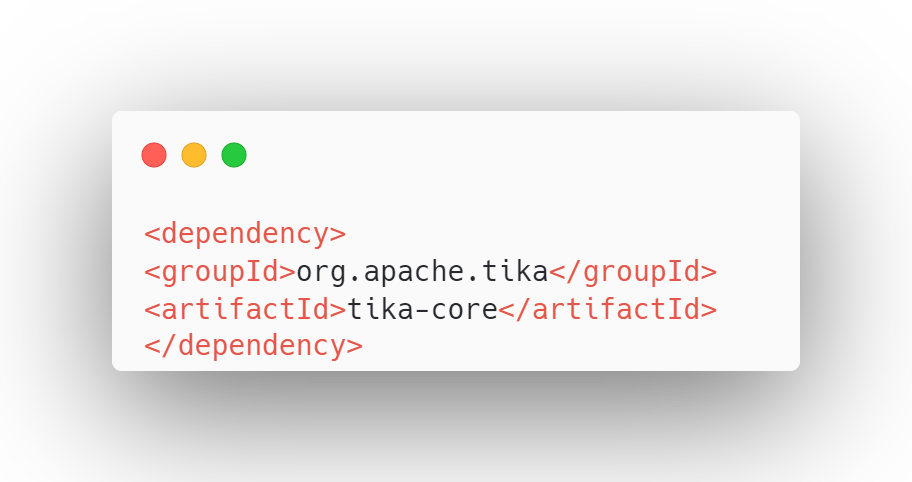 <dependency>
<groupId>org.apache.tika</groupId>
<artifactId>tika-core</artifactId>
</dependency>